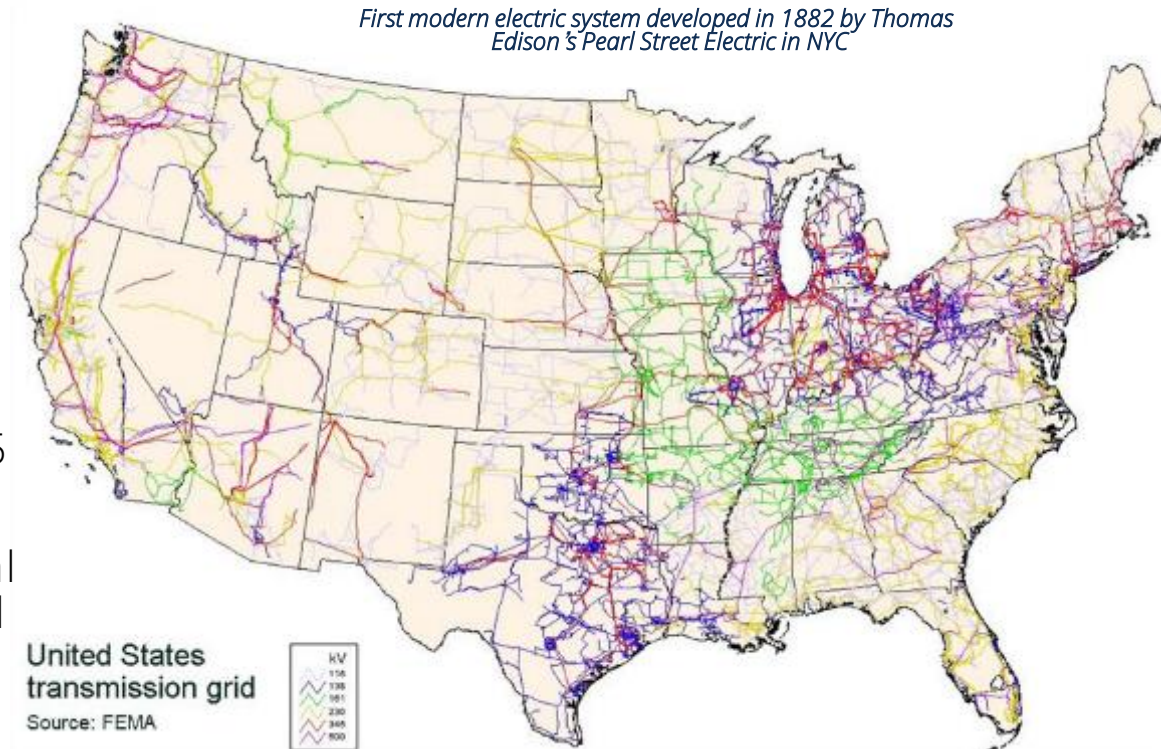 First modern electric system developed in 1882 by Thomas
Edison's Pearl Street Electric in NYC
United States
transmission grid
Source: FEMA
kV
138
161
230
345
500